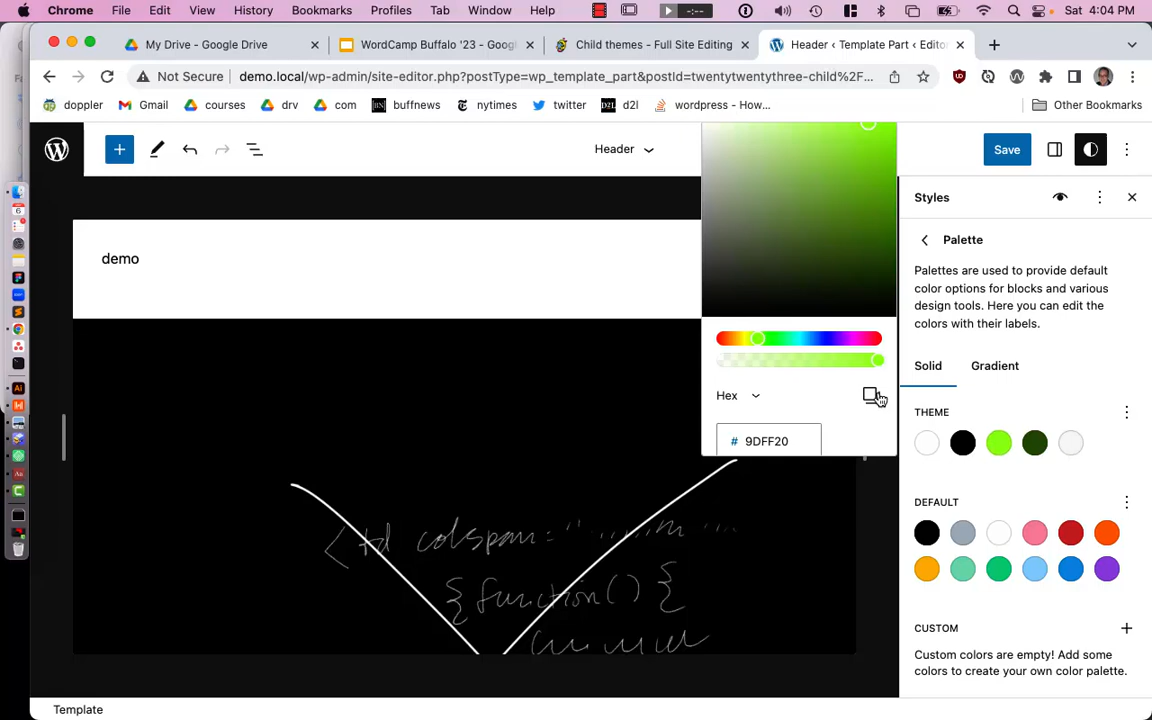 Chrome File Edit View History Bookmarks Profiles Tab Window Help -:-- Sat 4:04 PM
My Drive - Google Drive WordCamp Buffalo '23 - Goog Child themes - Full Site Editing Header < Template Part < Editor
Not Secure demo.local/wp-admin/site-editor.php?postType=wp_template_part&postId=twentytwentythree-child%2F...
doppler Gmail courses drv com buffnews nytimes twitter d2l wordpress - How... Other Bookmarks
Header Save
Styles
demo
Palette
Palettes are used to provide default
color options for blocks and various
design tools. Here you can edit the
colors with their labels.
Solid Gradient
Hex
THEME
# 9DFF20
DEFAULT
<td colspan="
{function() {
CUSTOM
Custom colors are empty! Add some
colors to create your own color palette.
Template